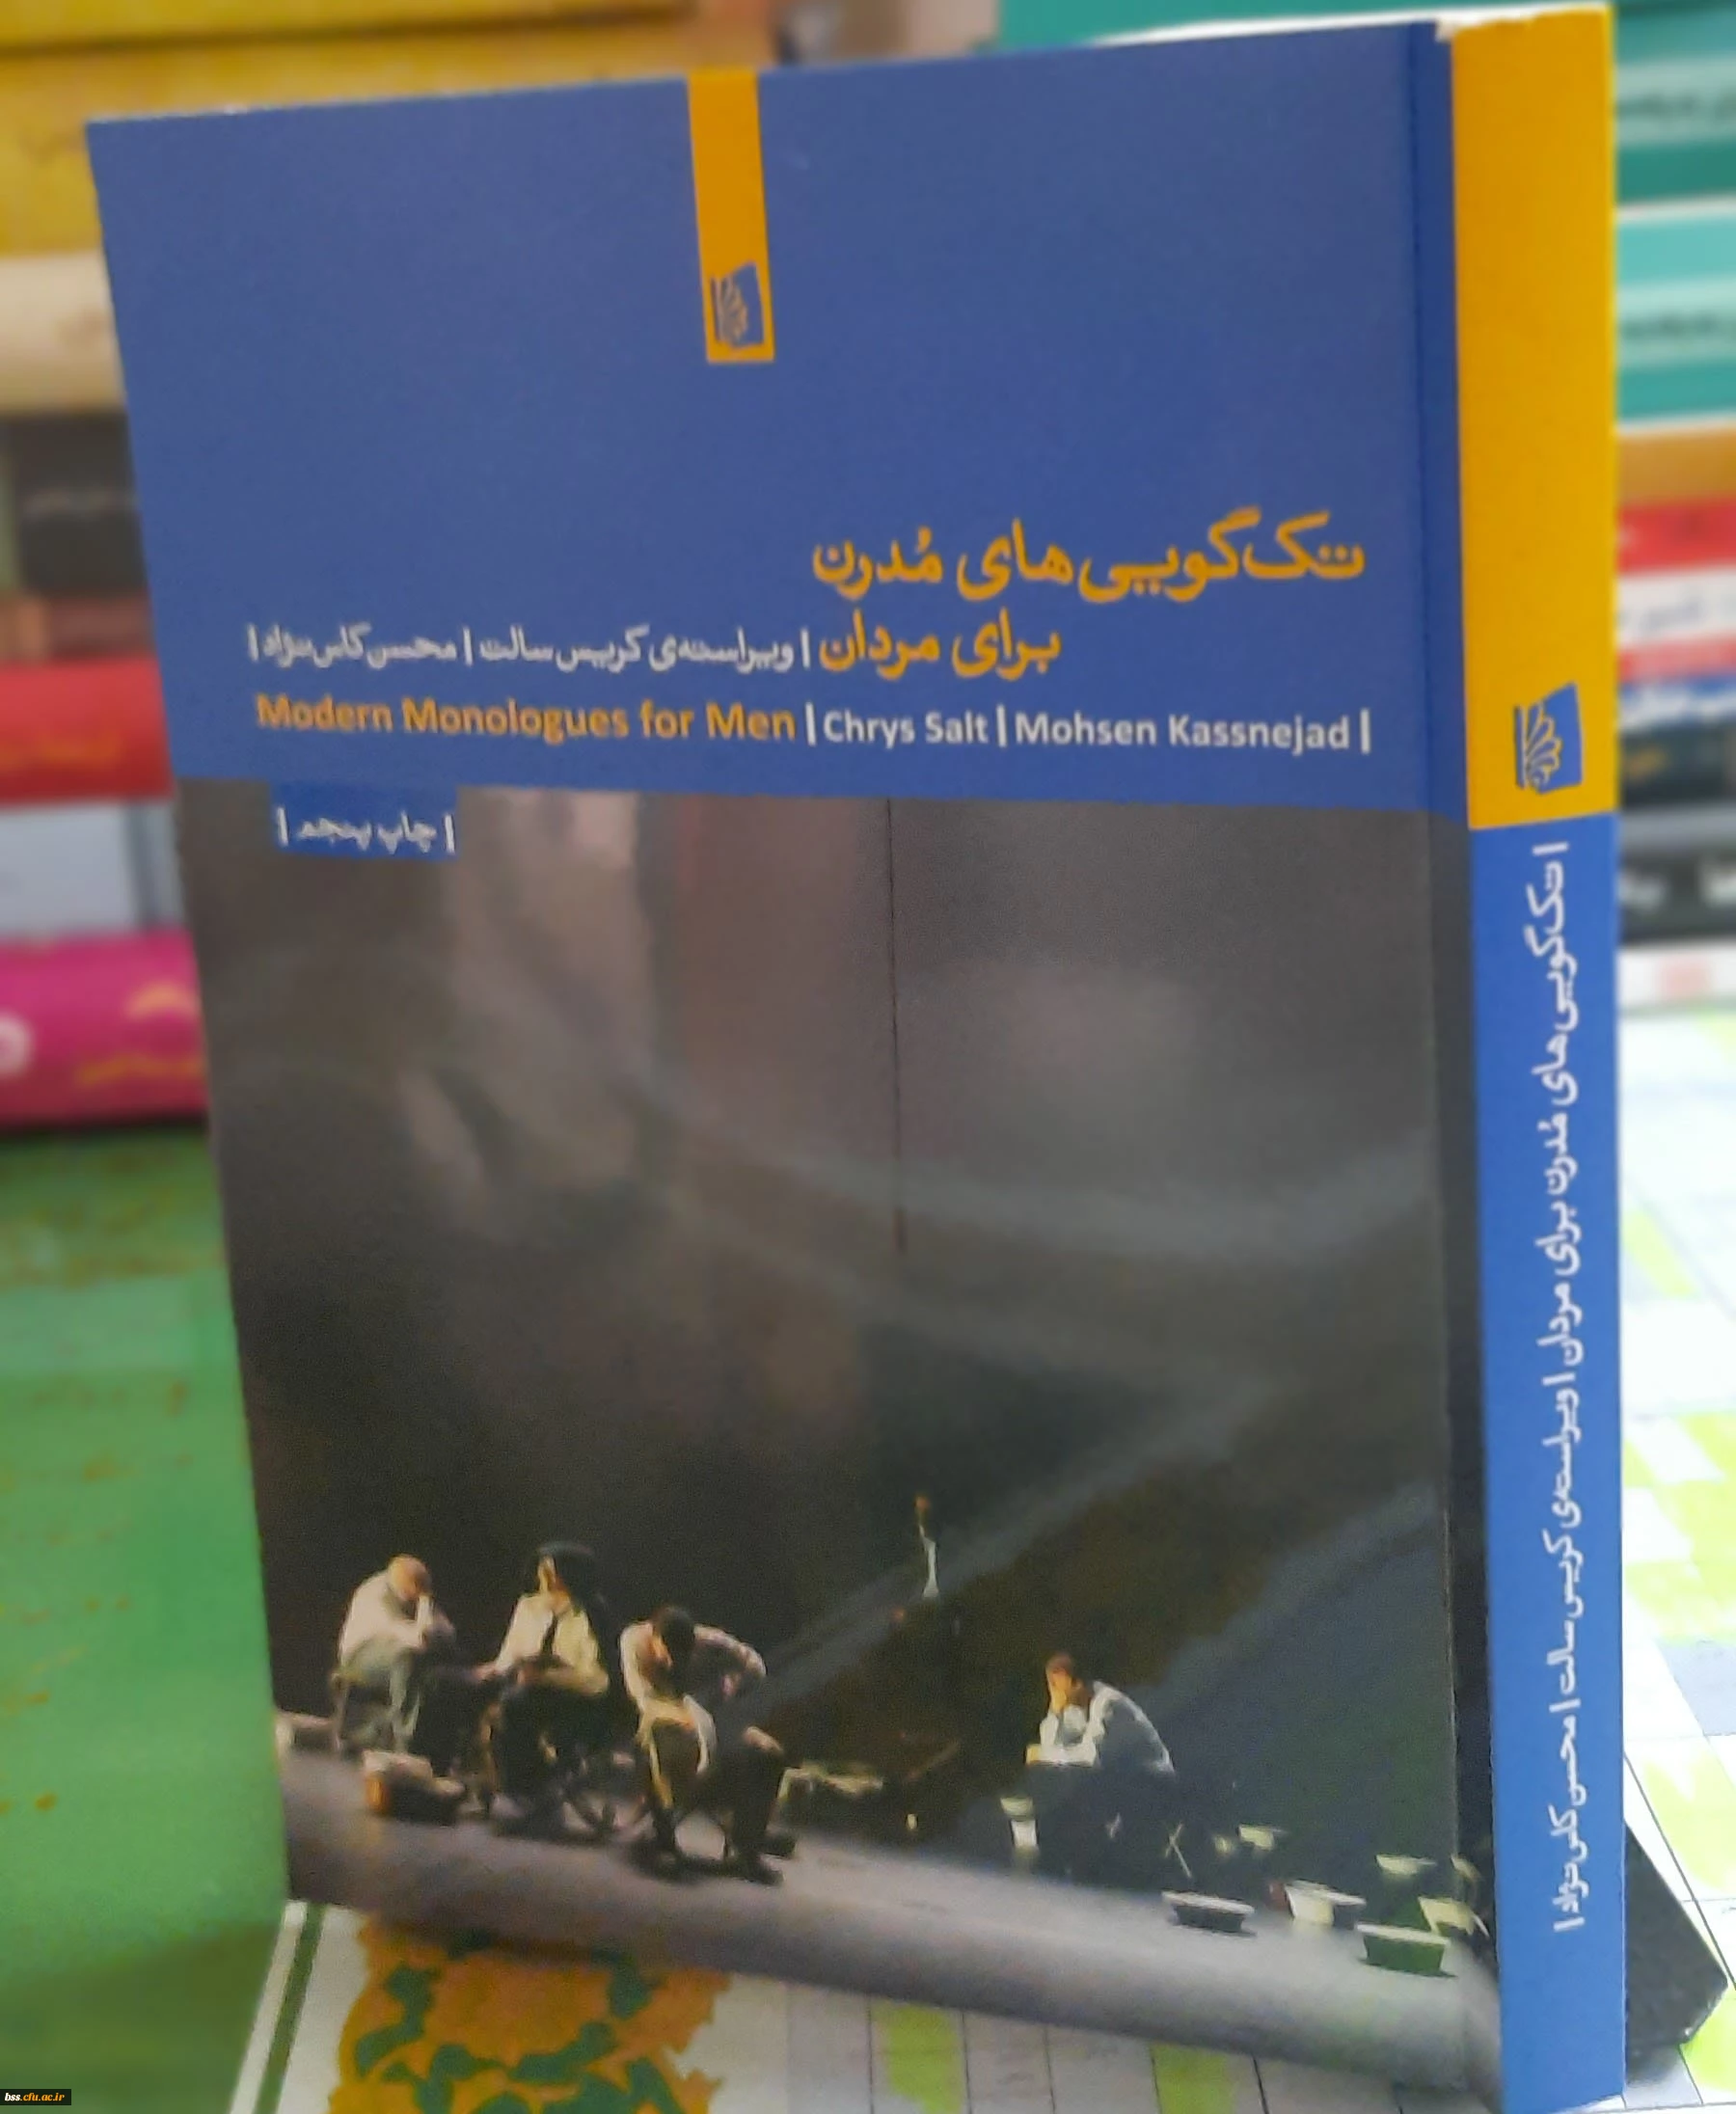 تک‌گویی‌های مُدرن
برای مردان | ویراسته‌ی کریس سالت | محسن کاس‌نژاد |
Modern Monologues for Men | Chrys Salt | Mohsen Kassnejad |
| چاپ پنجم |
| تک‌گویی‌های مُدرن برای مردان | ویراسته‌ی کریس سالت | محسن کاس‌نژاد |
bss.cfu.ac.ir